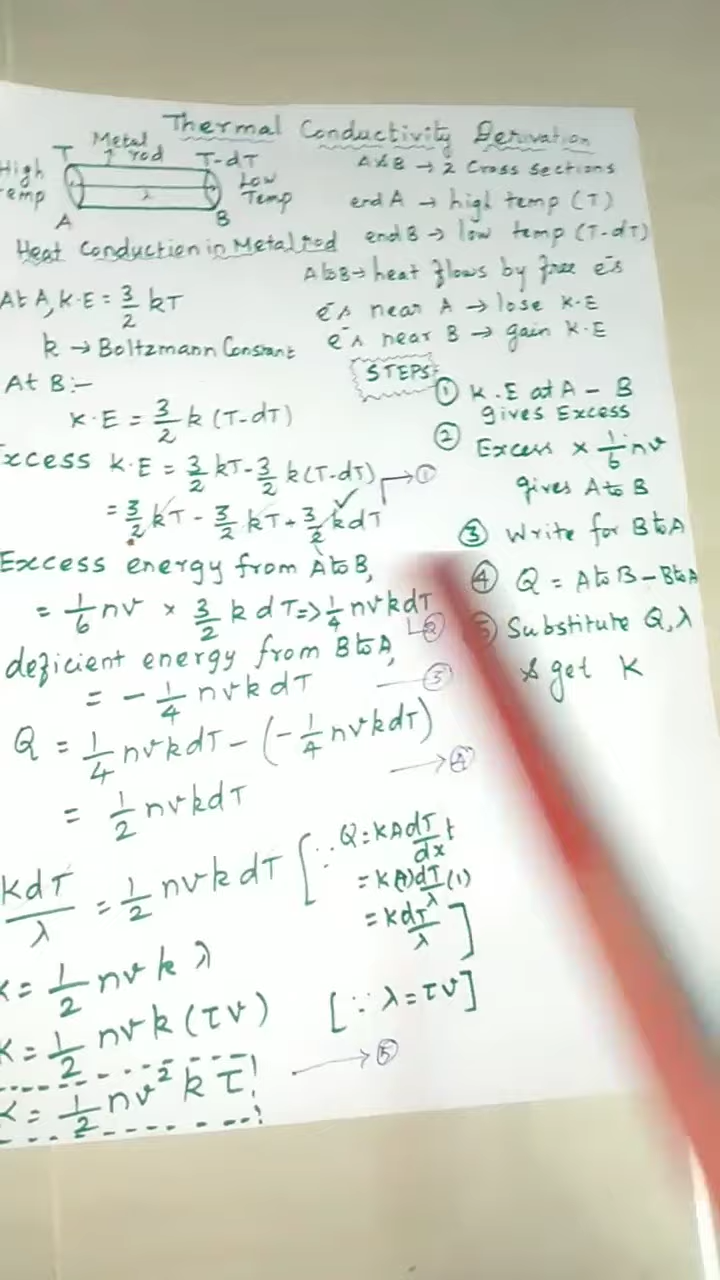 Thermal Conductivity Derivation
Metal
rod
T
T-dT
High
Temp
Low
Temp
λ
A
B
Heat Conduction in Metal rod
At A, K.E = 3/2 kT
k → Boltzmann Constant
At B:-
K.E = 3/2 k (T-dT)
Excess K.E = 3/2 kT - 3/2 k(T-dT)
= 3/2 kT - 3/2 kT + 3/2 kdT → ①
Excess energy from A to B,
= 1/6 nv × 3/2 k dT => 1/4 nvkdT ②
deficient energy from B to A,
= - 1/4 nvkdT — ③
Q = 1/4 nvkdT - (- 1/4 nvkdT)
= 1/2 nvkdT → ④
KdT/λ = 1/2 nvkdT [∵ Q = KA dT/dx t
= K(1) dT/λ (1)
= K dT/λ ]
K = 1/2 nvkλ
K = 1/2 nvk(τv) [∵ λ = τv]
K = 1/2 nv² k τ → ⑤
A & B → 2 Cross sections
end A → high temp (T)
end B → low temp (T-dT)
A to B → heat flows by free e⁻s
e⁻s near A → lose K.E
e⁻s near B → gain K.E
STEPS
① K.E at A - B
gives Excess
② Excess × 1/6 nv
gives A to B
③ Write for B to A
④ Q = A to B - B to A
⑤ Substitute Q, λ
& get K